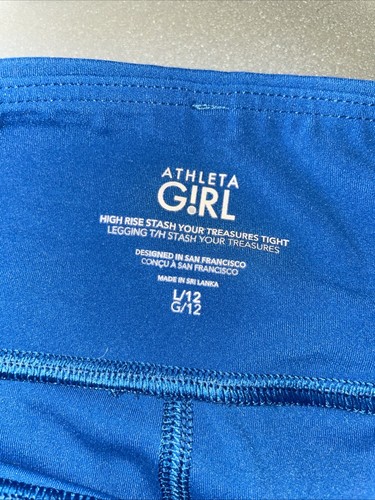 ATHLETA
G!RL
HIGH RISE STASH YOUR TREASURES TIGHT
LEGGING T/H STASH YOUR TREASURES
DESIGNED IN SAN FRANCISCO
CONÇU À SAN FRANCISCO
MADE IN SRI LANKA
L/12
G/12